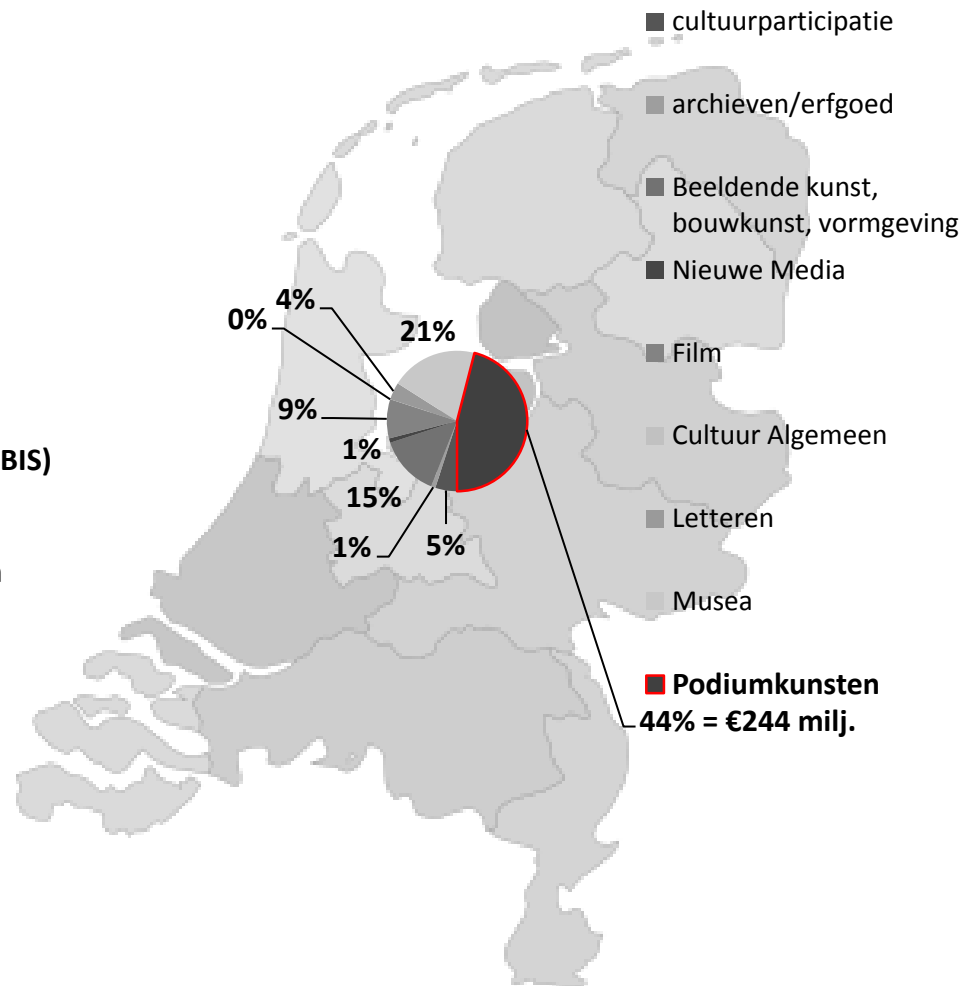 cultuurparticipatie
archieven/erfgoed
Beeldende kunst,
bouwkunst, vormgeving
Nieuwe Media
Film
Cultuur Algemeen
Letteren
Musea
Podiumkunsten
44% = €244 milj.
4%
0%
21%
9%
1%
15%
1%
5%
BIS)